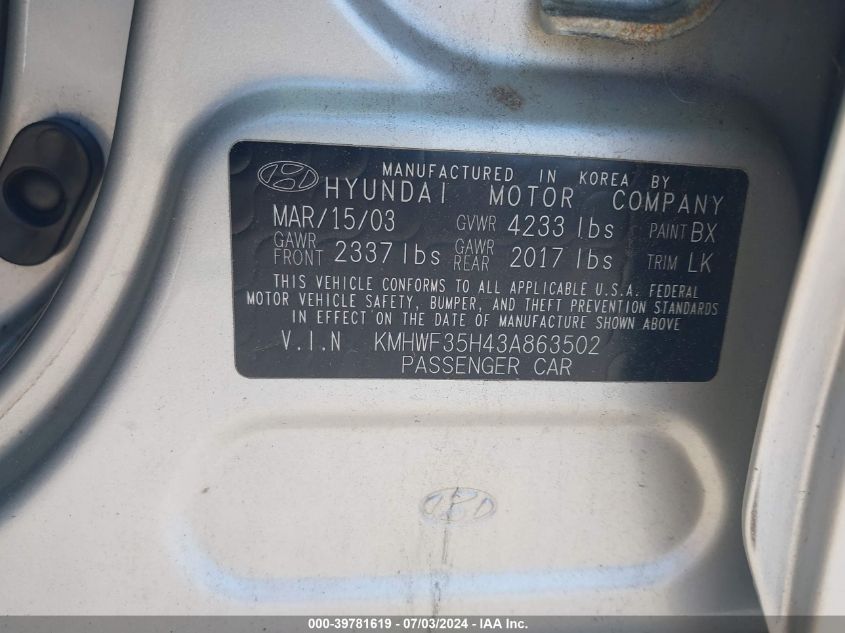 MANUFACTURED IN KOREA BY
HYUNDAI MOTOR COMPANY
MAR/15/03 GVWR 4233 lbs PAINT BX
GAWR FRONT 2337 lbs GAWR REAR 2017 lbs TRIM LK
THIS VEHICLE CONFORMS TO ALL APPLICABLE U.S.A. FEDERAL
MOTOR VEHICLE SAFETY, BUMPER, AND THEFT PREVENTION STANDARDS
IN EFFECT ON THE DATE OF MANUFACTURE SHOWN ABOVE
V.I.N KMHWF35H43A863502
PASSENGER CAR
000-39781619 - 07/03/2024 - IAA Inc.